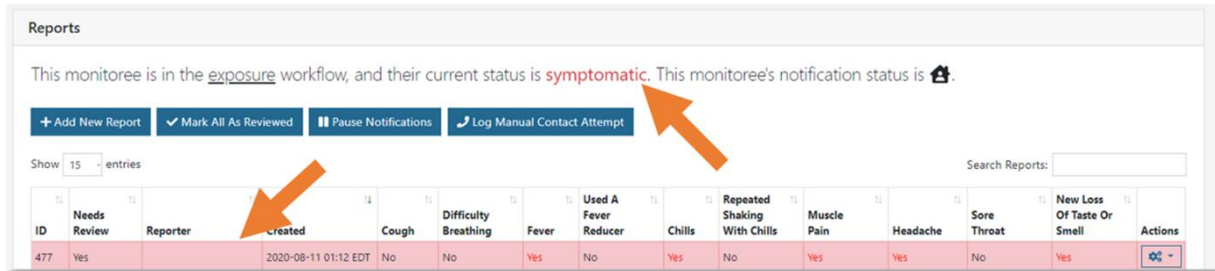 Reports
This monitoree is in the exposure workflow, and their current status is symptomatic. This monitoree's notification status is .
Add New Report Mark All As Reviewed Pause Notifications Log Manual Contact Attempt
Show 15 entries Search Reports:
ID Needs Review Reporter Created Cough Difficulty Breathing Fever Used A Fever Reducer Chills Repeated Shaking With Chills Muscle Pain Headache Sore Throat New Loss Of Taste Or Smell Actions
477 Yes 2020-08-11 01:12 EDT No No Yes No Yes No Yes Yes No Yes